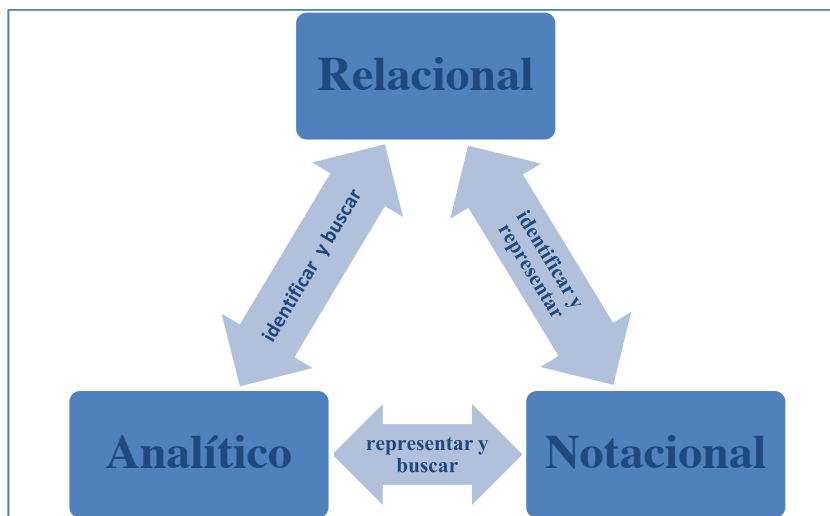 Relacional
identificar y buscar
identificar y
representar
Analítico
representar y
buscar
Notacional